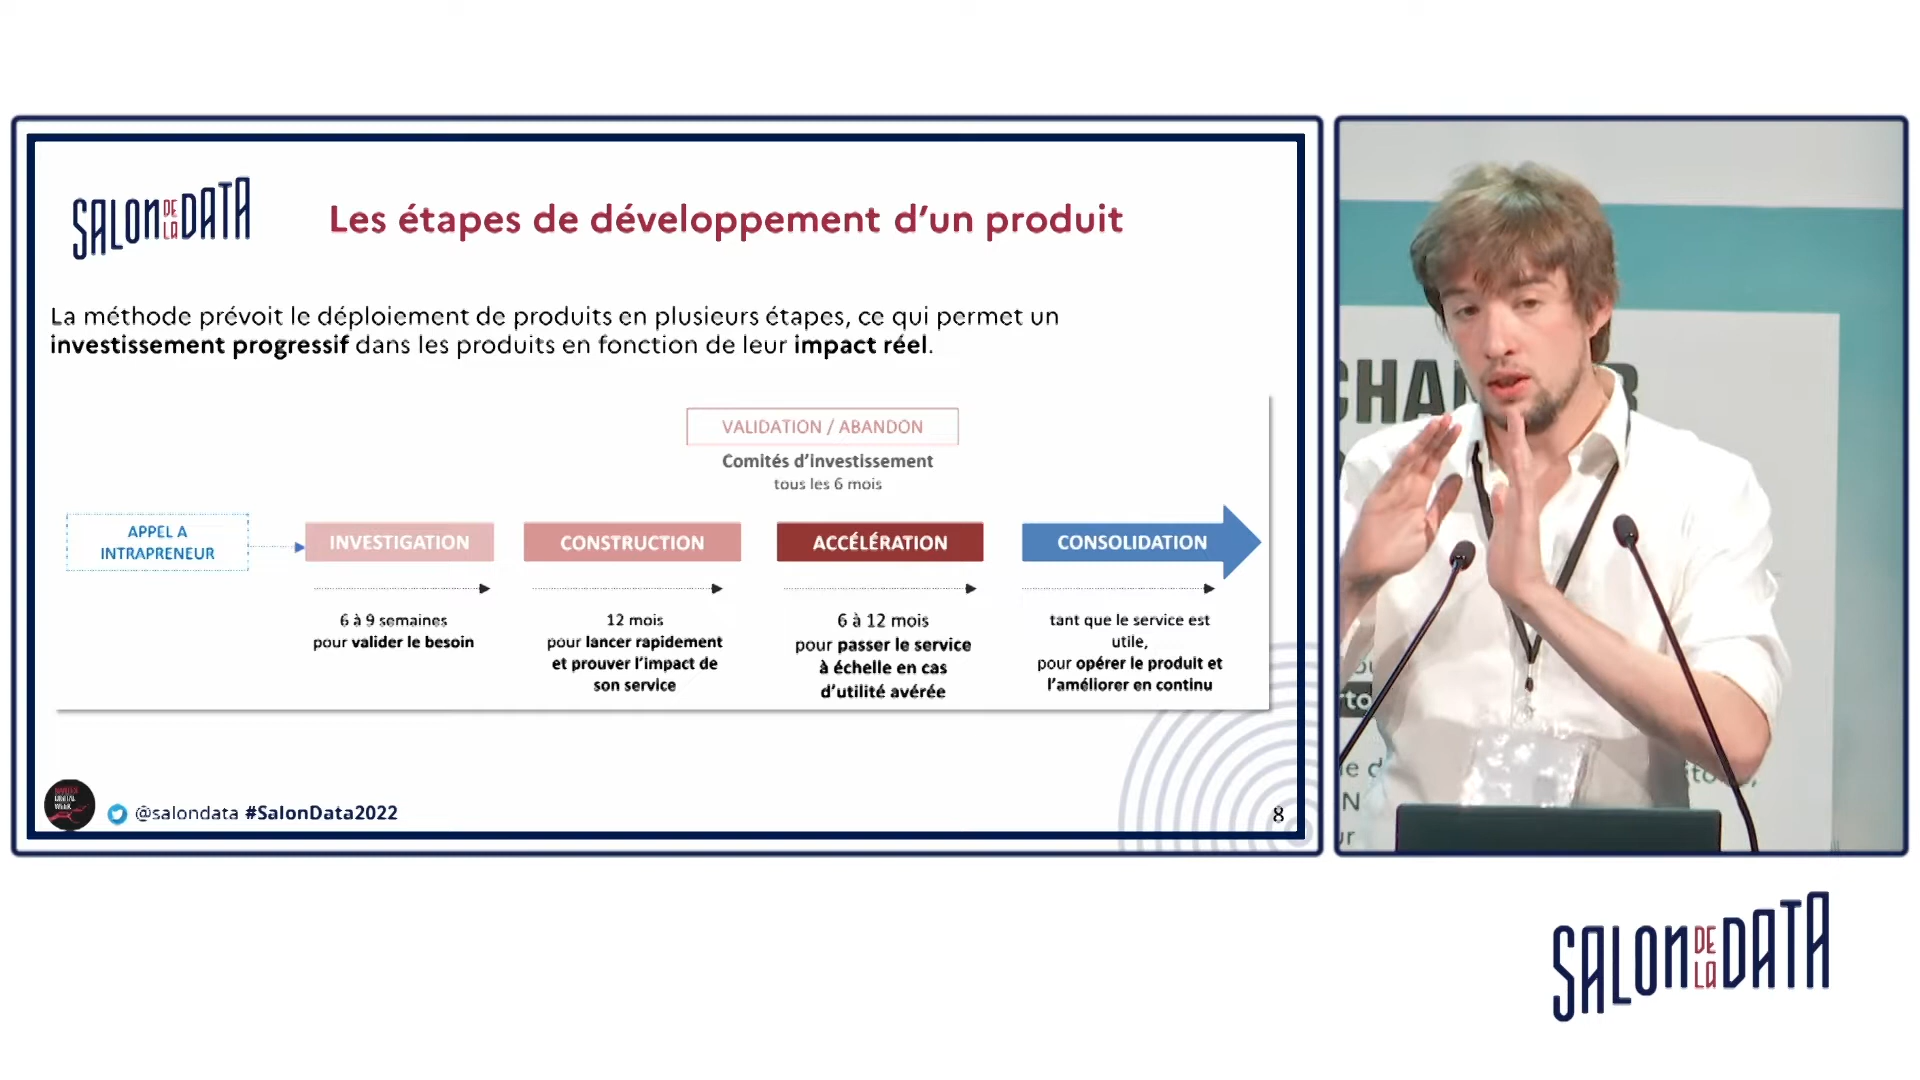 SALON DE LA DATA
Les étapes de développement d'un produit
La méthode prévoit le déploiement de produits en plusieurs étapes, ce qui permet un
investissement progressif dans les produits en fonction de leur impact réel.
VALIDATION / ABANDON
Comités d'investissement
tous les 6 mois
APPEL A
INTRAPRENEUR
INVESTIGATION
CONSTRUCTION
ACCÉLÉRATION
CONSOLIDATION
6 à 9 semaines
pour valider le besoin
12 mois
pour lancer rapidement
et prouver l'impact de
son service
6 à 12 mois
pour passer le service
à échelle en cas
d'utilité avérée
tant que le service est
utile,
pour opérer le produit et
l'améliorer en continu
@salondata #SalonData2022
8
SALON DE LA DATA